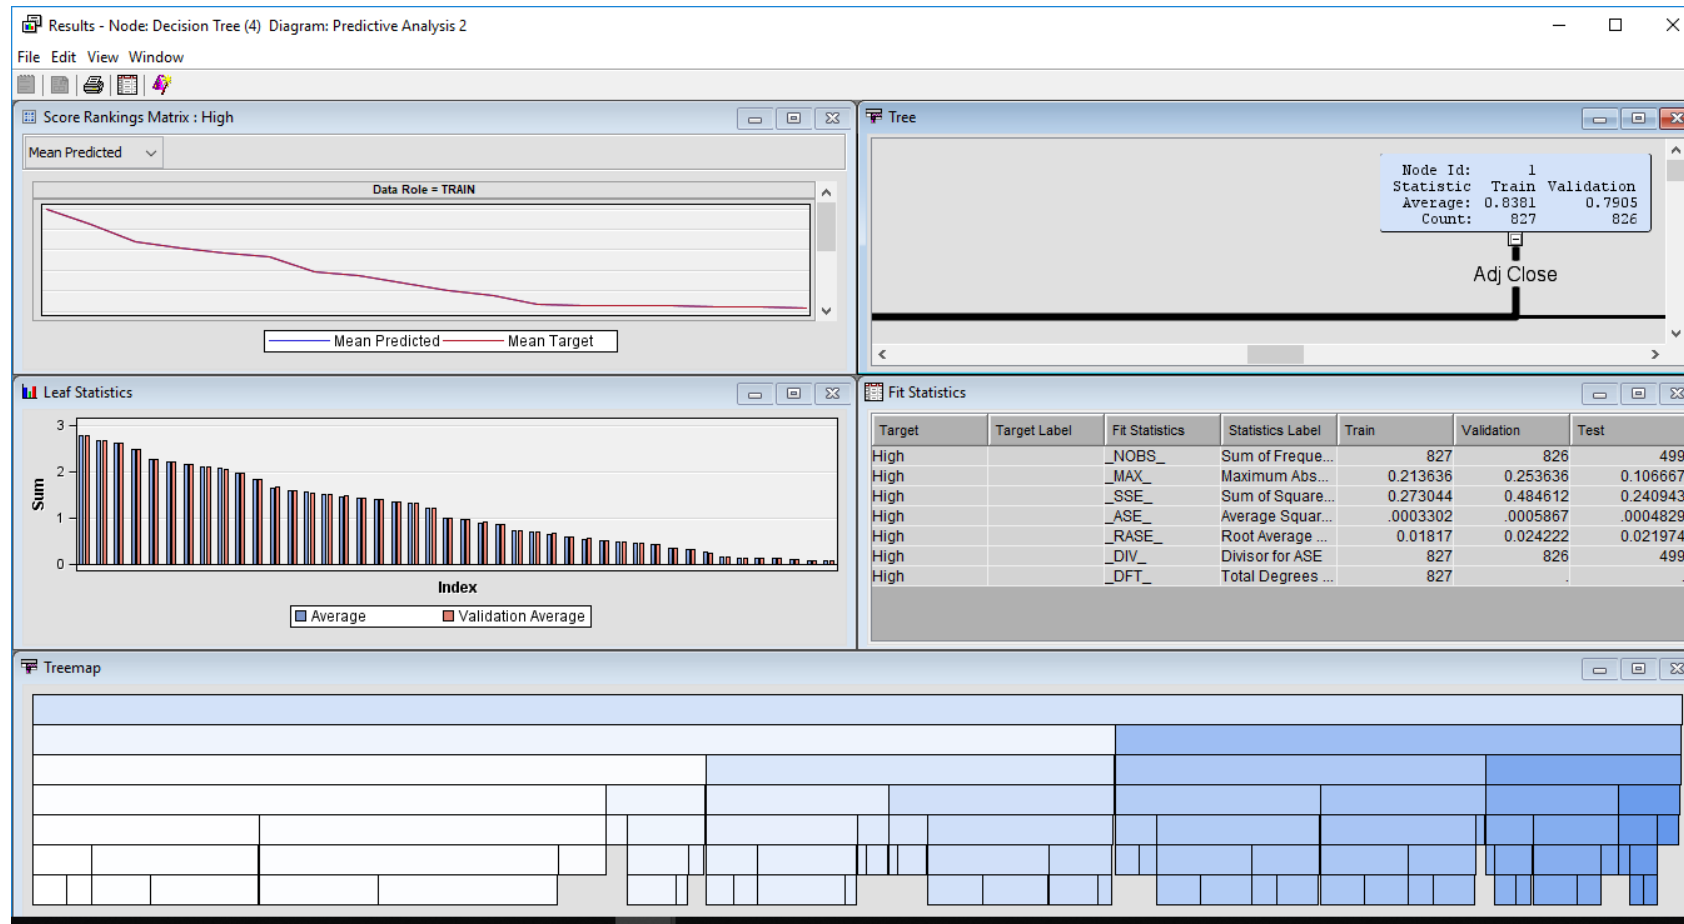 Results - Node: Decision Tree (4) Diagram: Predictive Analysis 2
File Edit View Window
Score Rankings Matrix : High
Mean Predicted
Data Role = TRAIN
Mean Predicted Mean Target
Tree
Node Id: 1
Statistic Train Validation
Average: 0.8381 0.7905
Count: 827 826
Adj Close
Leaf Statistics
3
2
1
0
Sum
Index
Average Validation Average
Fit Statistics
Target Target Label Fit Statistics Statistics Label Train Validation Test
High _NOBS_ Sum of Freque... 827 826 499
High _MAX_ Maximum Abs... 0.213636 0.253636 0.106667
High _SSE_ Sum of Square... 0.273044 0.484612 0.240943
High _ASE_ Average Squar... .0003302 .0005867 .0004829
High _RASE_ Root Average ... 0.01817 0.024222 0.021974
High _DIV_ Divisor for ASE 827 826 499
High _DFT_ Total Degrees ... 827 . .
Treemap